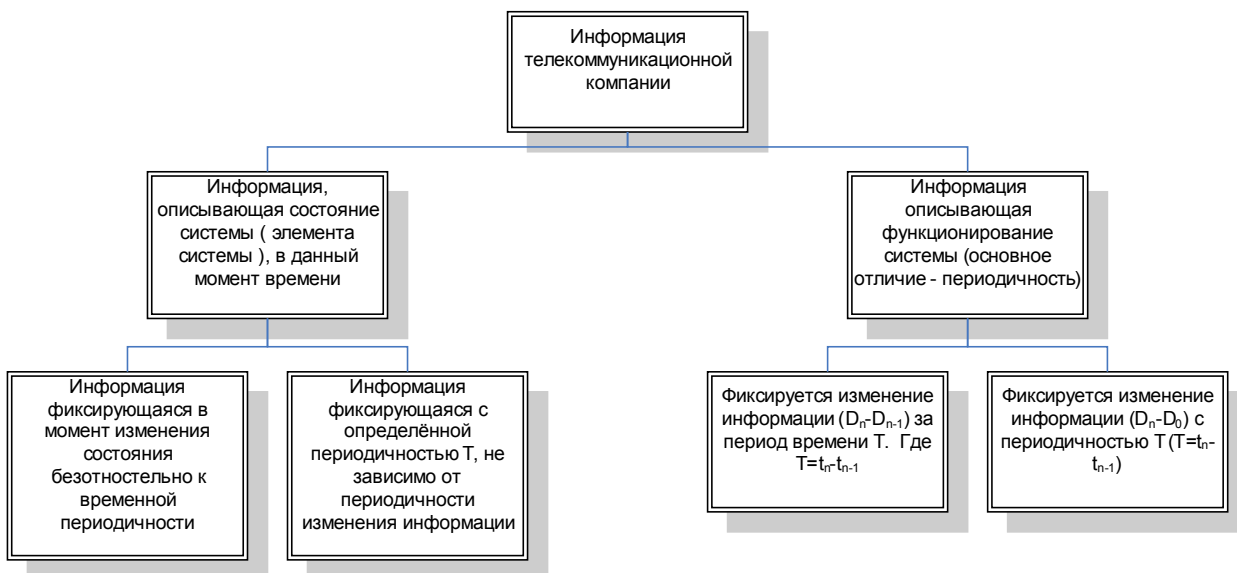 Информация
телекоммуникационной
компании
Информация,
описывающая состояние
системы ( элемента
системы ), в данный
момент времени
Информация
описывающая
функционирование
системы (основное
отличие - периодичность)
Информация
фиксирующаяся в
момент изменения
состояния
безотностельно к
временной
периодичности
Информация
фиксирующаяся с
определённой
периодичностью Т, не
зависимо от
периодичности
изменения информации
Фиксируется изменение
информации (Dₙ-Dₙ₋₁) за
период времени Т. Где
T=tₙ-tₙ₋₁
Фиксируется изменение
информации (Dₙ-D₀) с
периодичностью T (T=tₙ-
tₙ₋₁)